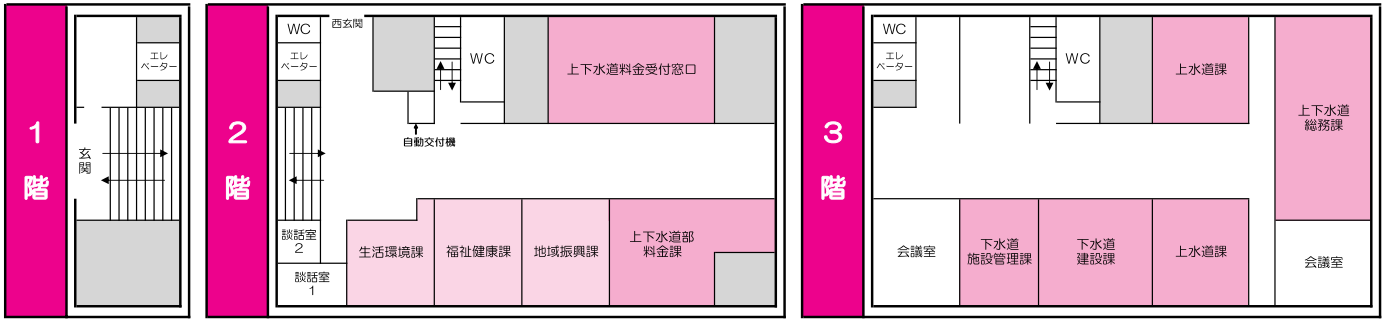 1
階
エレ
ベーター
玄
関
2
階
WC
西玄関
エレ
ベーター
WC
上下水道料金受付窓口
自動交付機
談話室
2
談話室
1
生活環境課
福祉健康課
地域振興課
上下水道部
料金課
3
階
WC
エレ
ベーター
WC
上水道課
上下水道
総務課
会議室
下水道
施設管理課
下水道
建設課
上水道課
会議室